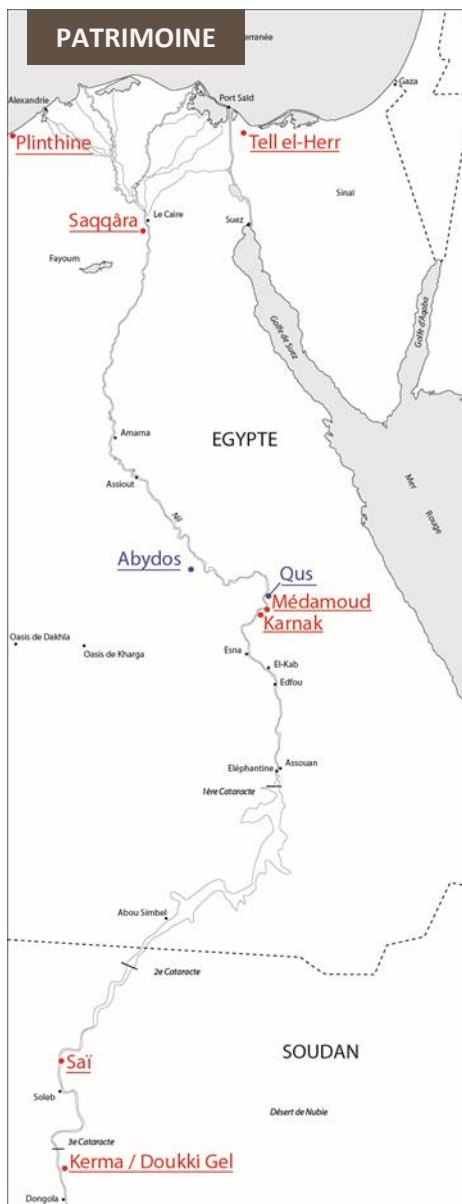 PATRIMOINE
erranée
Gaza
Alexandrie
Port Saïd
Plinthine
Tell el-Herr
Sinaï
Saqqâra
Le Caire
Suez
Fayoum
Golfe de Suez
Golfe d'Aqaba
Amarna
EGYPTE
Assiout
Mer
Rouge
Nil
Abydos
Qus
Médamoud
Karnak
Oasis de Dakhla
Oasis de Kharga
Esna
El-Kab
Edfou
Eléphantine
Assouan
1ère Cataracte
Abou Simbel
2e Cataracte
Saï
SOUDAN
Soleb
Désert de Nubie
3e Cataracte
Kerma / Doukki Gel
Dongola